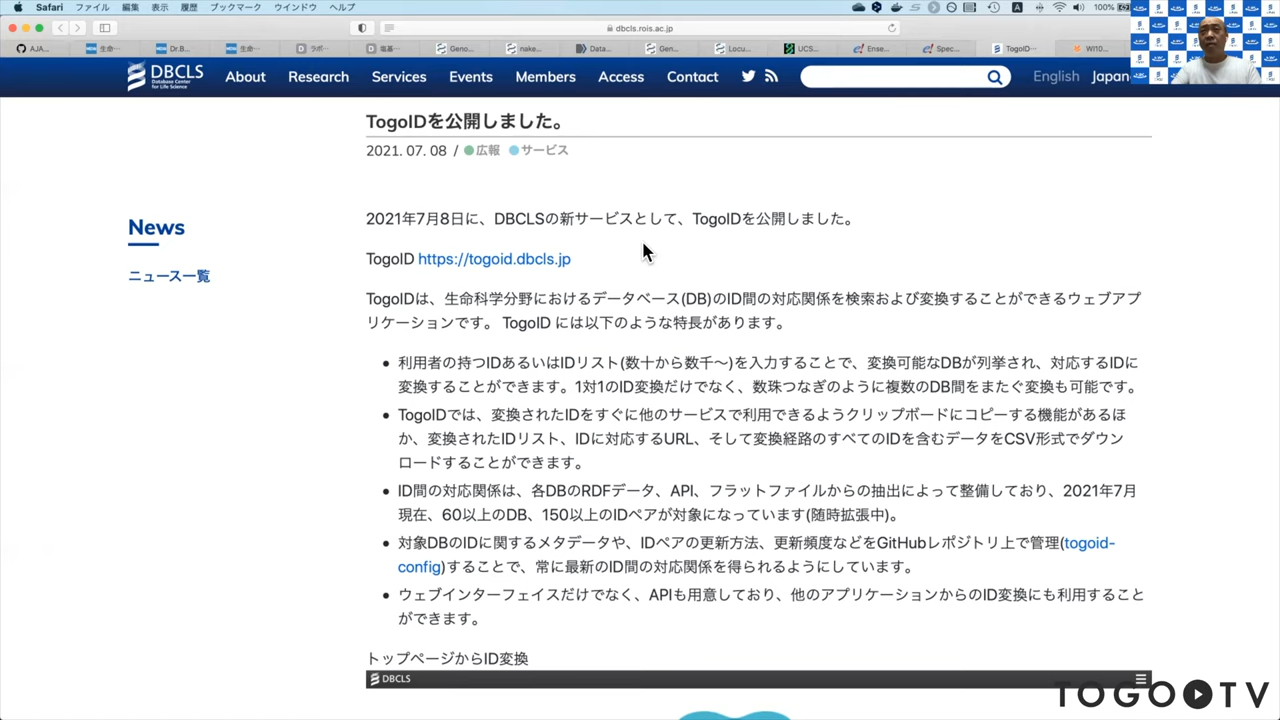 Safari ファイル 編集 表示 履歴 ブックマーク ウインドウ ヘルプ
100%
dbcls.rois.ac.jp
AJA...
生命...
Dr.B...
生命...
ラボ...
塩基...
Geno...
nake...
Data...
Gen...
Locu...
UCS...
Ense...
Spec...
TogoID...
WI10...
DBCLS
Database Center
for Life Science
About Research Services Events Members Access Contact
English Japan
TogoIDを公開しました。
2021. 07. 08 / 広報 サービス
News
ニュース一覧
2021年7月8日に、DBCLSの新サービスとして、TogoIDを公開しました。
TogoID https://togoid.dbcls.jp
TogoIDは、生命科学分野におけるデータベース(DB)のID間の対応関係を検索および変換することができるウェブアプ
リケーションです。 TogoID には以下のような特長があります。
利用者の持つIDあるいはIDリスト(数十から数千〜)を入力することで、変換可能なDBが列挙され、対応するIDに
変換することができます。1対1のID変換だけでなく、数珠つなぎのように複数のDB間をまたぐ変換も可能です。
TogoIDでは、変換されたIDをすぐに他のサービスで利用できるようクリップボードにコピーする機能があるほ
か、変換されたIDリスト、IDに対応するURL、そして変換経路のすべてのIDを含むデータをCSV形式でダウン
ロードすることができます。
ID間の対応関係は、各DBのRDFデータ、API、フラットファイルからの抽出によって整備しており、2021年7月
現在、60以上のDB、150以上のIDペアが対象になっています(随時拡張中)。
対象DBのIDに関するメタデータや、IDペアの更新方法、更新頻度などをGitHubレポジトリ上で管理(togoid-
config)することで、常に最新のID間の対応関係を得られるようにしています。
ウェブインターフェイスだけでなく、APIも用意しており、他のアプリケーションからのID変換にも利用すること
ができます。
トップページからID変換
DBCLS
TOGO TV